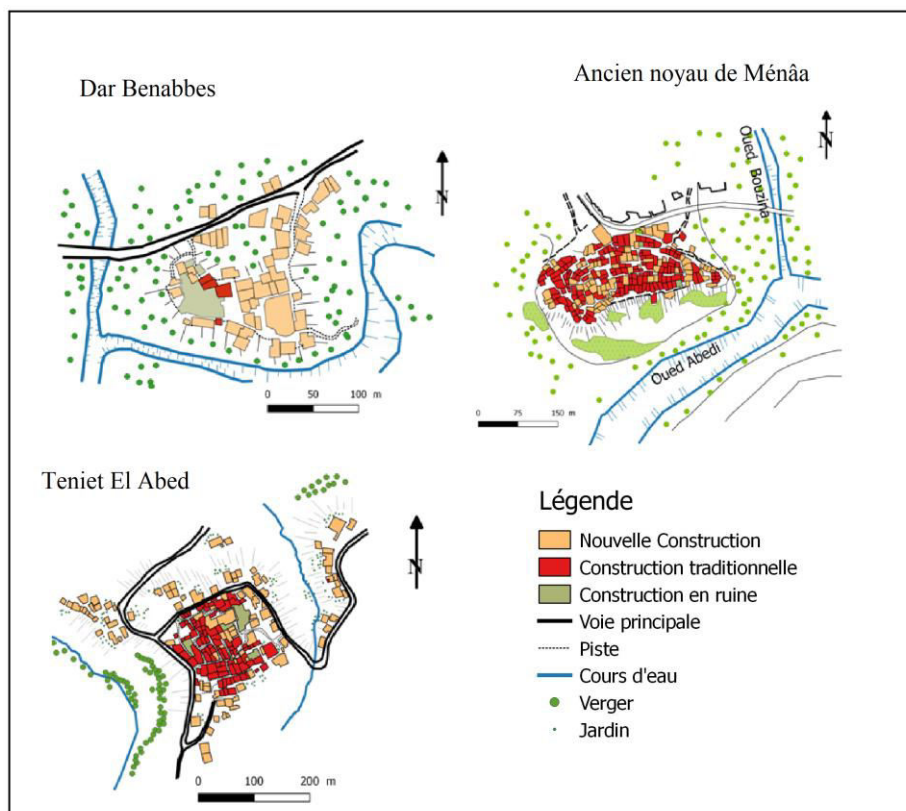 Dar Benabbes
N
0 50 100 m
Ancien noyau de Ménâa
Oued Bouzina
N
Oued Abedi
0 75 150 m
Teniet El Abed
N
0 100 200 m
Légende
Nouvelle Construction
Construction traditionnelle
Construction en ruine
Voie principale
Piste
Cours d'eau
Verger
Jardin